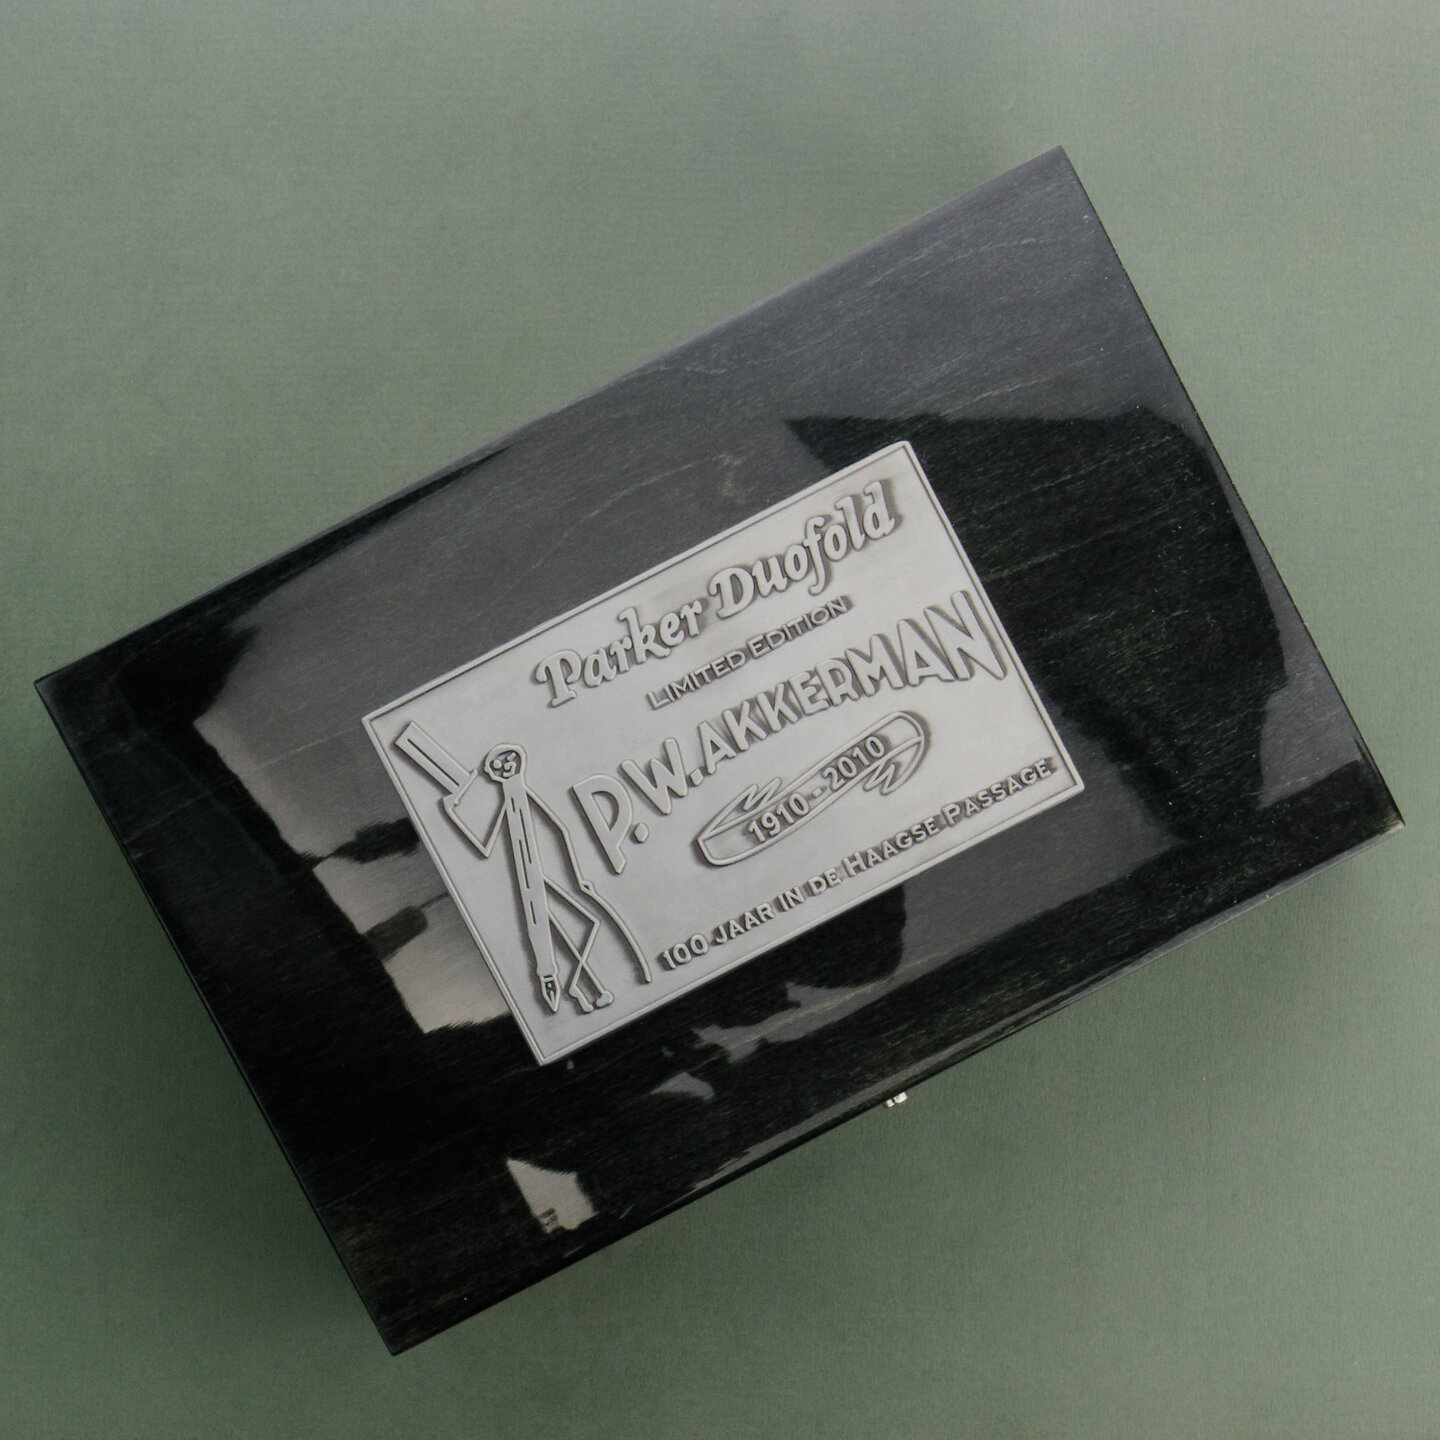 Parker Duofold
LIMITED EDITION
P.W. AKKERMAN
1910-2010
100 JAAR IN DE HAAGSE PASSAGE